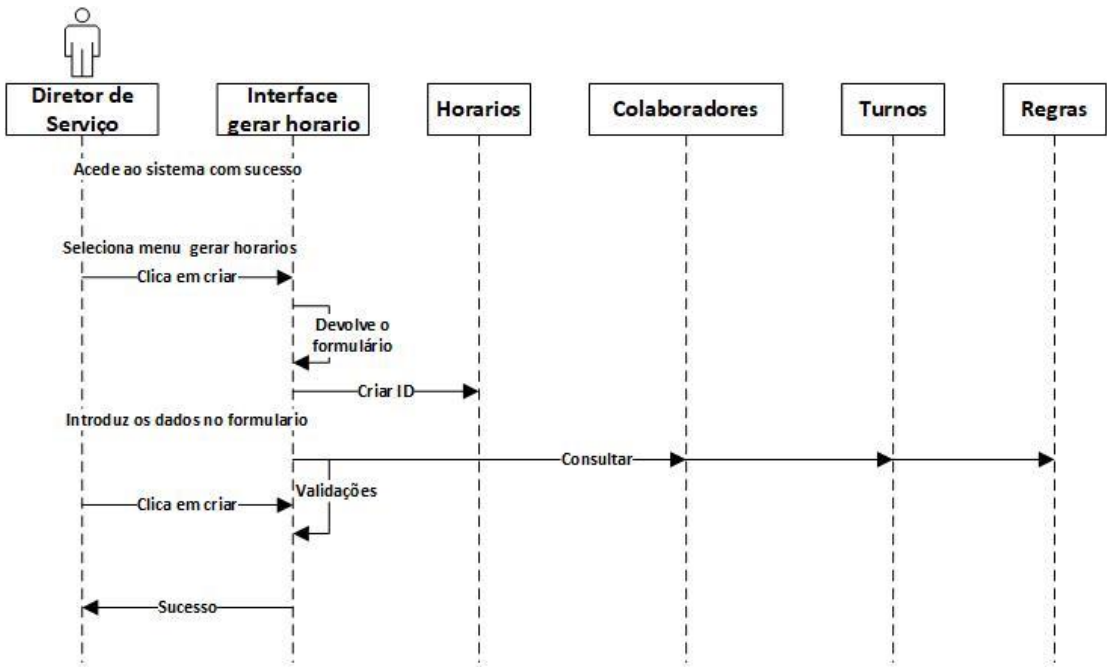 Diretor de
Serviço
Interface
gerar horario
Horarios
Colaboradores
Turnos
Regras
Acede ao sistema com sucesso
Seleciona menu gerar horarios
Clica em criar
Devolve o
formulário
Criar ID
Introduz os dados no formulario
Consultar
Validações
Clica em criar
Sucesso